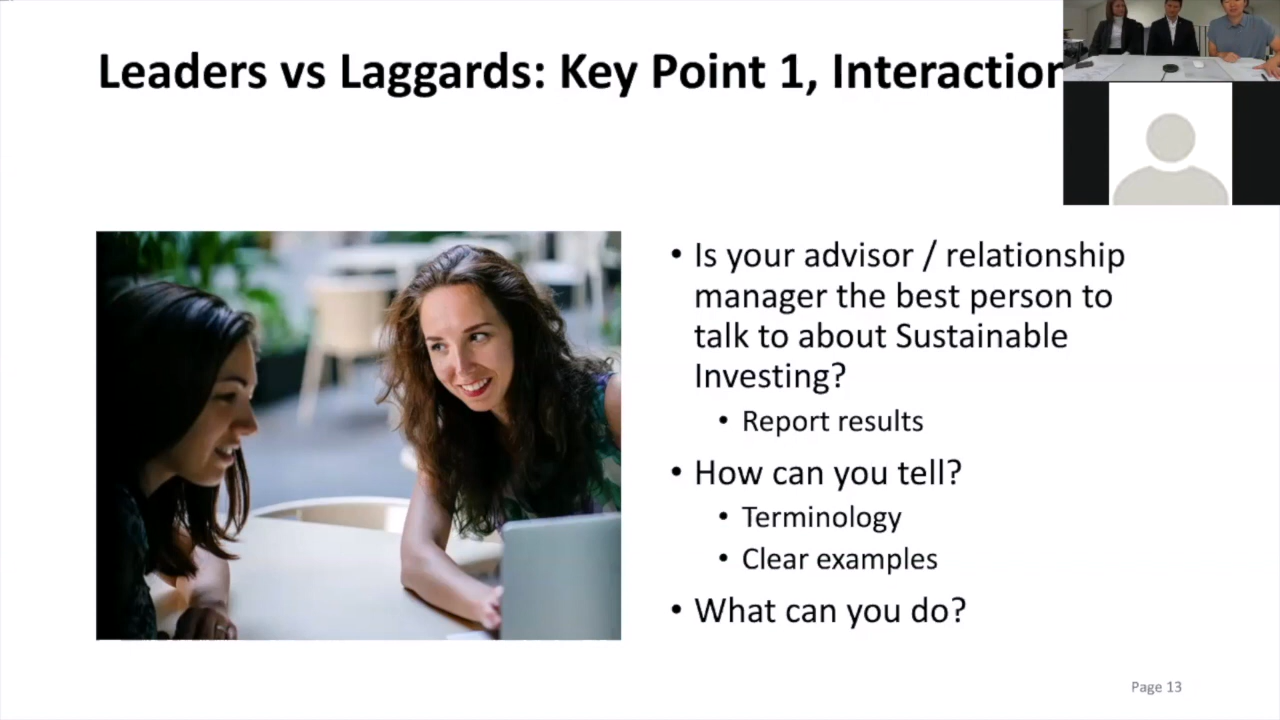 Leaders vs Laggards: Key Point 1, Interaction
• Is your advisor / relationship
manager the best person to
talk to about Sustainable
Investing?
• Report results
• How can you tell?
• Terminology
• Clear examples
• What can you do?
Page 13